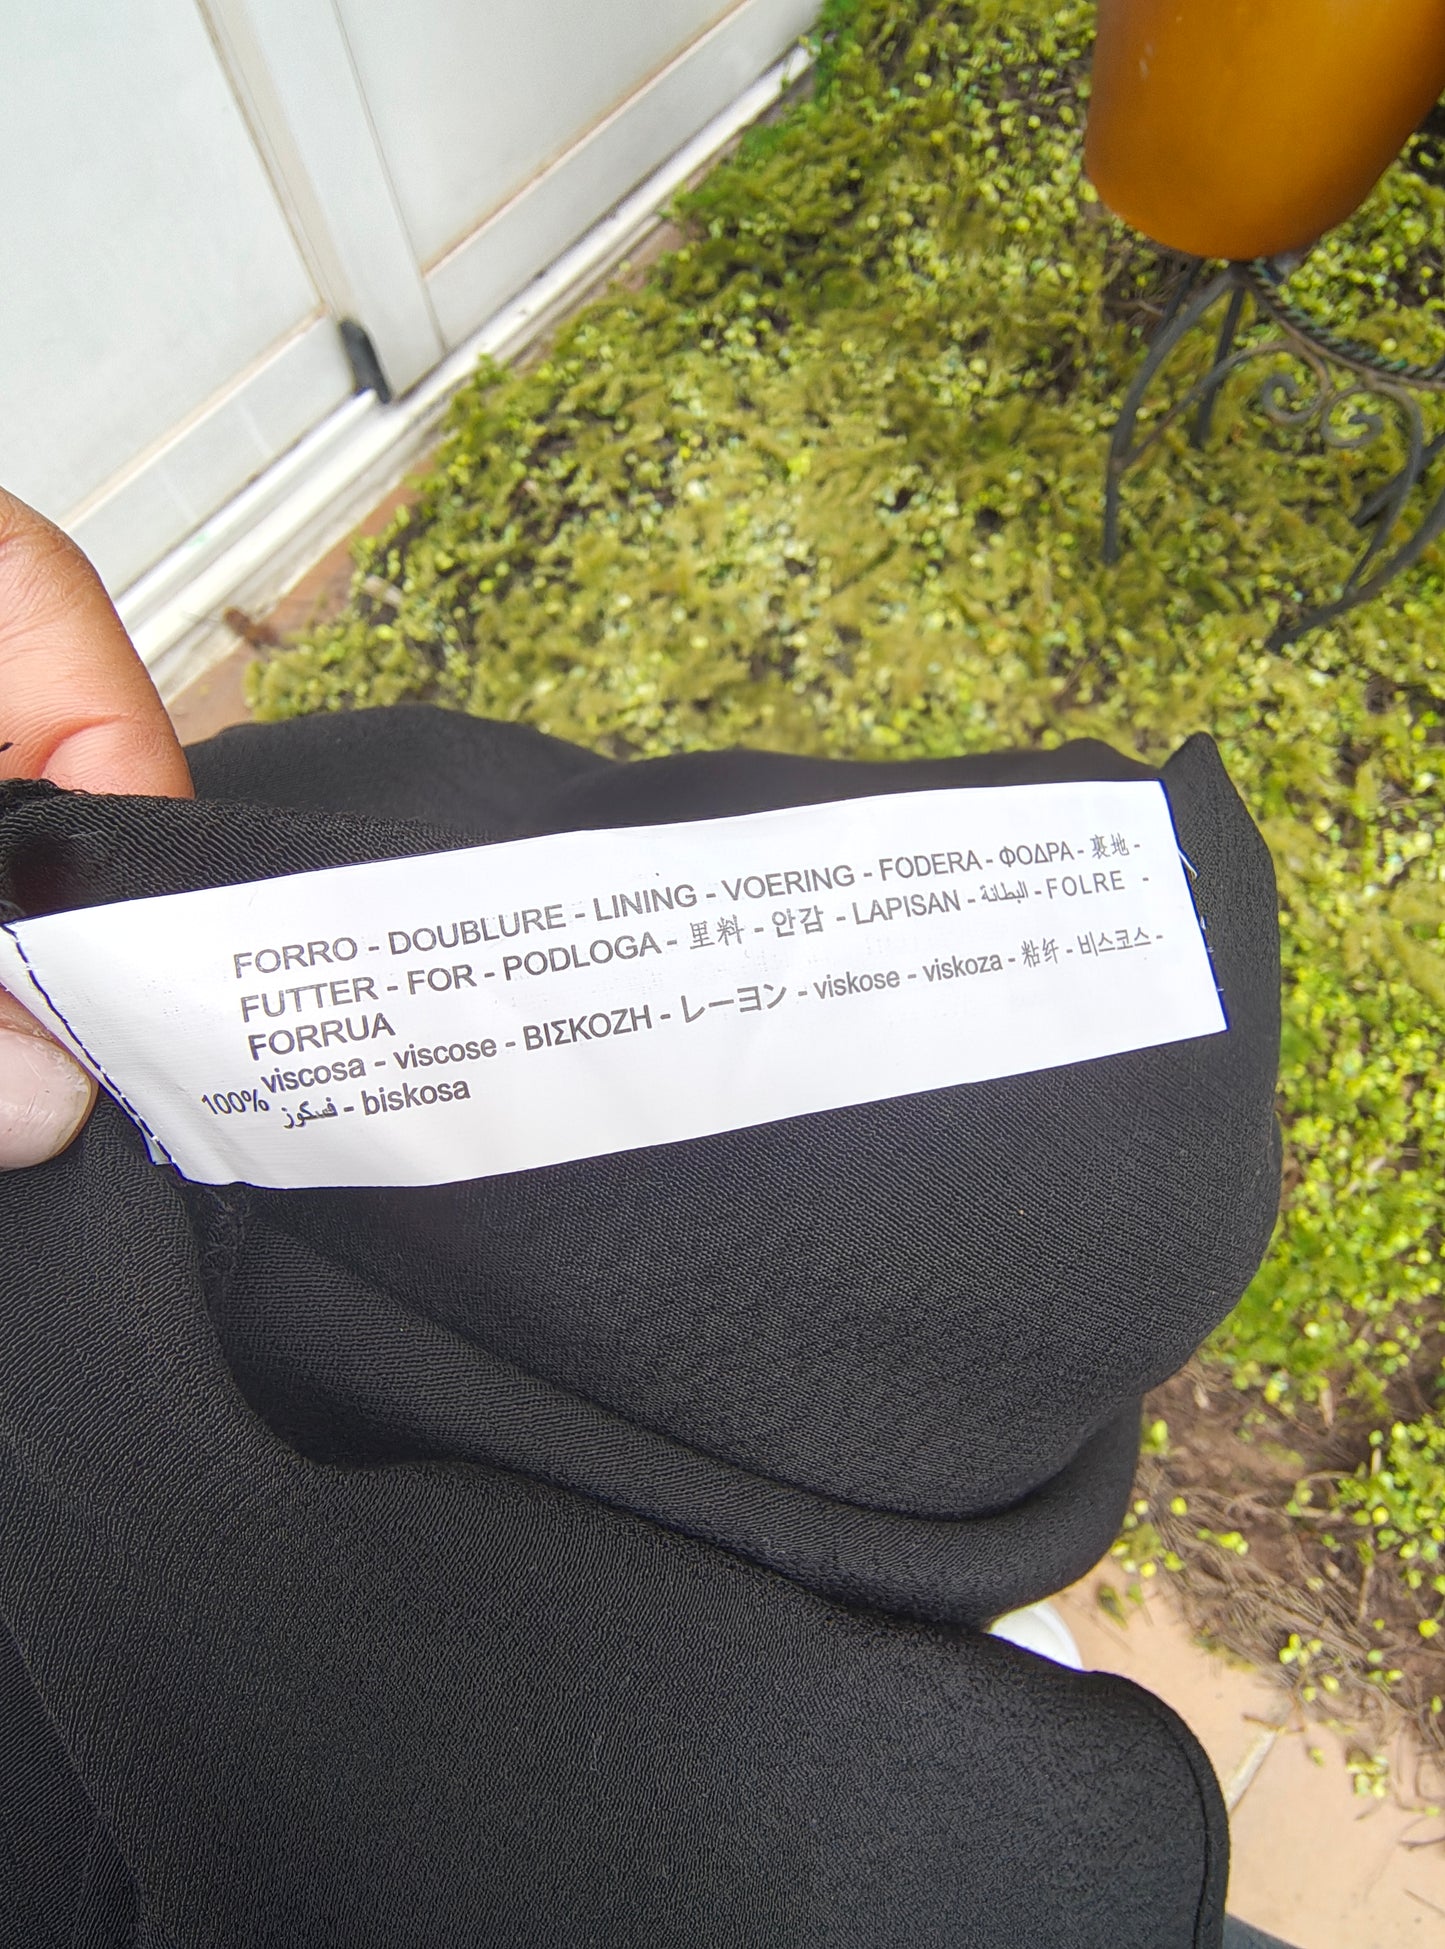 FORRO - DOUBLURE - LINING - VOERING - FODERA - ΦΟΔΡΑ - 裏地 -
FUTTER - FOR - PODLOGA - 里料 - 안감 - LAPISAN - البطانة - FOLRE -
FORRUA
100% viscosa - viscose - ΒΙΣΚΟΖΗ - レーヨン - viskose - viskoza - 粘纤 - 비스코스 -
فسكوز - biskosa